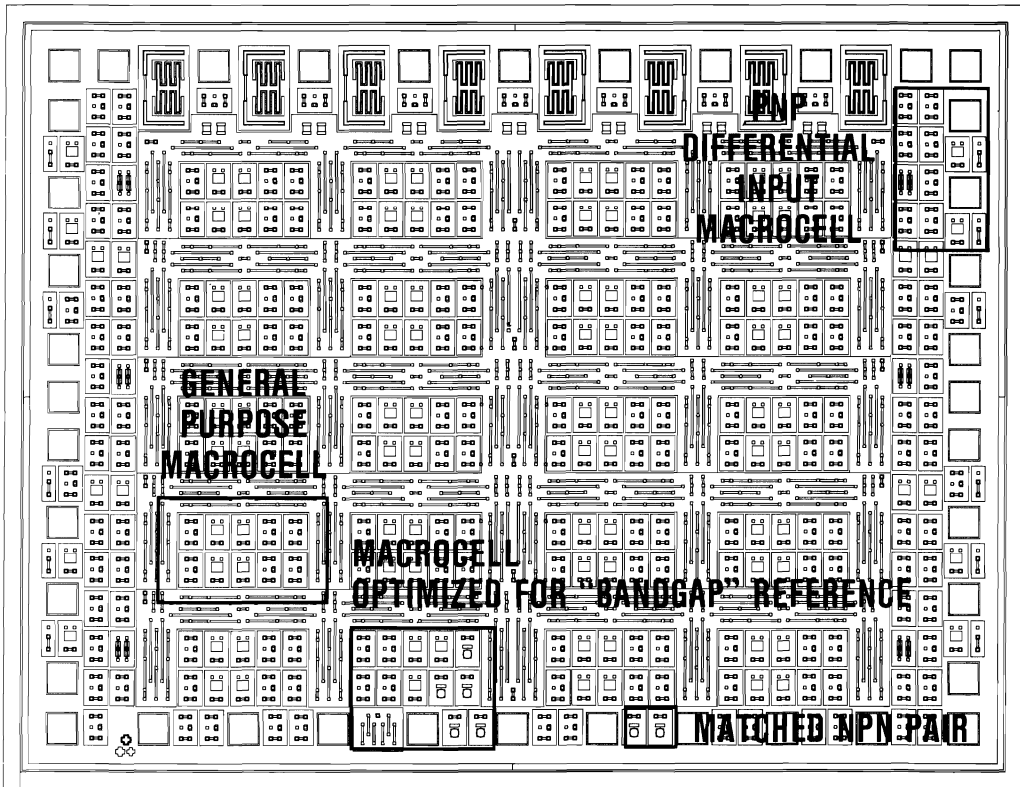 PNP
DIFFERENTIAL
INPUT
MACROCELL
GENERAL
PURPOSE
MACROCELL
MACROCELL
OPTIMIZED FOR "BANDGAP" REFERENCE
MATCHED NPN PAIR